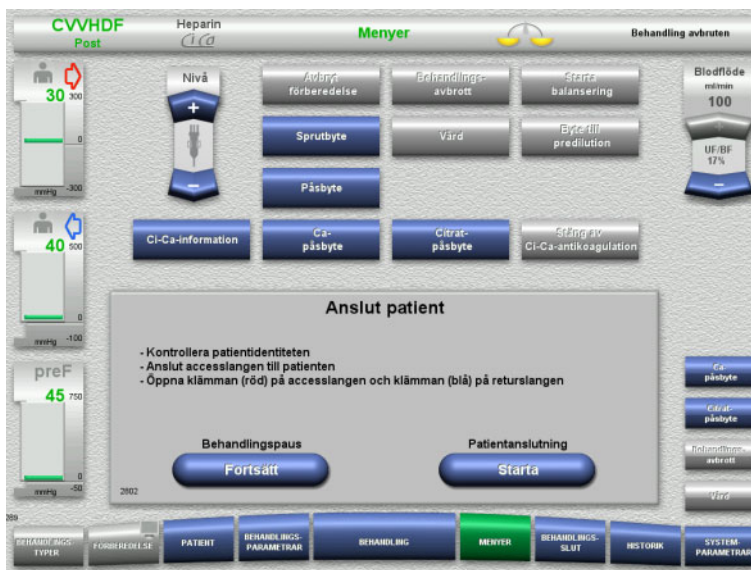 CVVHDF
Post
Heparin
Ci Ca
Menyer
Behandling avbruten
30
300
0
mmHg
-300
40
500
0
mmHg
-100
preF
45
750
0
mmHg
-50
Nivå
+
−
Avbryt
förberedelse
Behandlings-
avbrott
Starta
balansering
Sprutbyte
Vård
Byte till
predilution
Påsbyte
Ci-Ca-information
Ca-
påsbyte
Citrat-
påsbyte
Stäng av
Ci-Ca-antikoagulation
Blodflöde
ml/min
100
+
UF/BF
17%
−
Anslut patient
- Kontrollera patientidentiteten
- Anslut accesslangen till patienten
- Öppna klämman (röd) på accesslangen och klämman (blå) på returslangen
Behandlingspaus
Fortsätt
Patientanslutning
Starta
2602
Ca-
påsbyte
Citrat-
påsbyte
Behandlings-
avbrott
Vård
BEHANDLINGS-
TYPER
FÖRBEREDELSE
PATIENT
BEHANDLINGS-
PARAMETRAR
BEHANDLING
MENYER
BEHANDLINGS-
SLUT
HISTORIK
SYSTEM-
PARAMETRAR